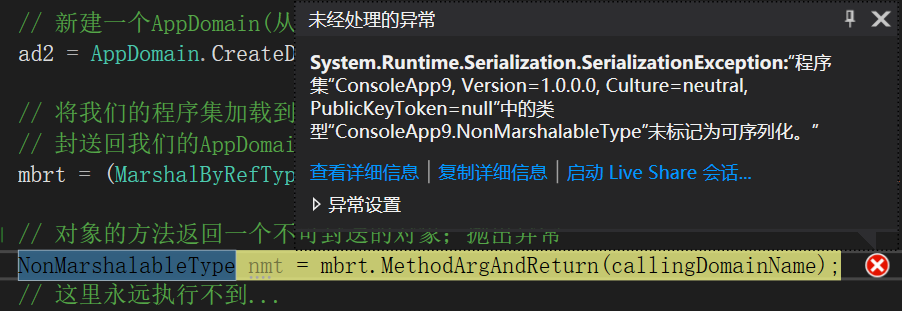 // 新建一个AppDomain(从
ad2 = AppDomain.CreateD
// 将我们的程序集加载到
// 封送回我们的AppDomain
mbrt = (MarshalByRefTyp
未经处理的异常
System.Runtime.Serialization.SerializationException:“程序
集“ConsoleApp9, Version=1.0.0.0, Culture=neutral,
PublicKeyToken=null”中的类
型“ConsoleApp9.NonMarshalableType”未标记为可序列化。”
查看详细信息 | 复制详细信息 | 启动 Live Share 会话...
异常设置
// 对象的方法返回一个不可封送的对象；抛出异常
NonMarshalableType nmt = mbrt.MethodArgAndReturn(callingDomainName);
// 这里永远执行不到...